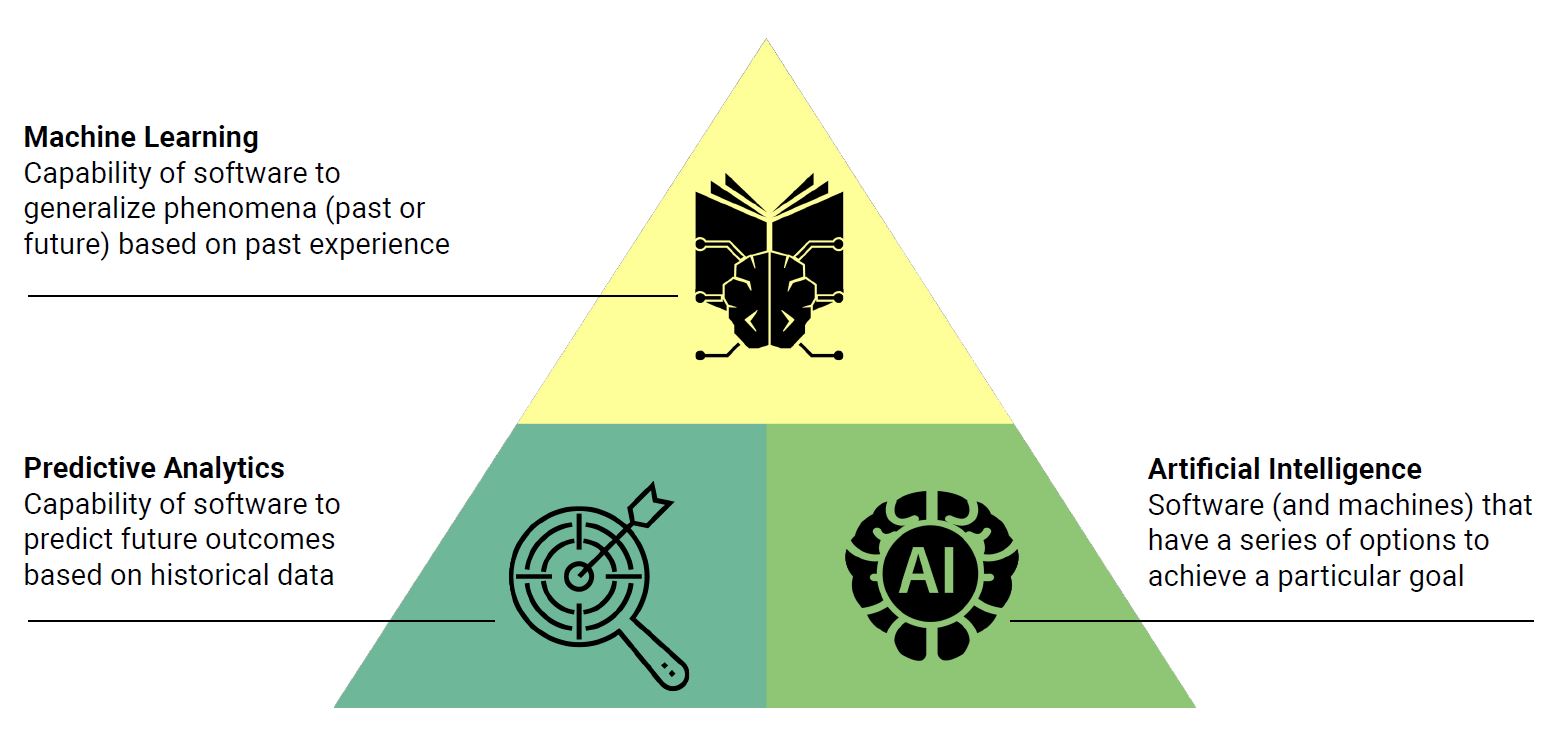 Machine Learning
Capability of software to
generalize phenomena (past or
future) based on past experience
Predictive Analytics
Capability of software to
predict future outcomes
based on historical data
AI
Artificial Intelligence
Software (and machines) that
have a series of options to
achieve a particular goal